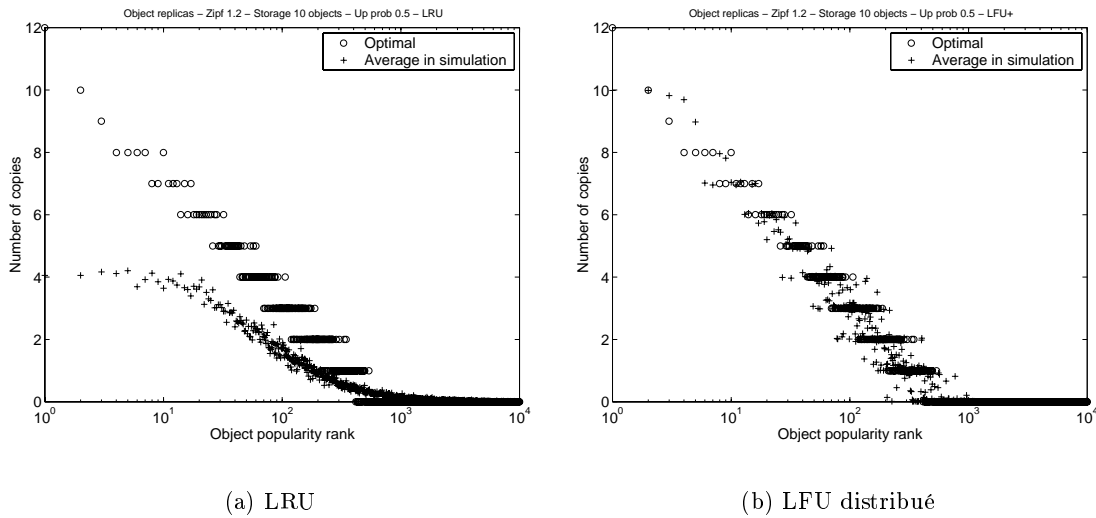 Object replicas – Zipf 1.2 – Storage 10 objects – Up prob 0.5 – LRU
12
10
8
6
4
2
0
Number of copies
Optimal
Average in simulation
10^0
10^1
10^2
10^3
10^4
Object popularity rank
(a) LRU
Object replicas – Zipf 1.2 – Storage 10 objects – Up prob 0.5 – LFU+
12
10
8
6
4
2
0
Number of copies
Optimal
Average in simulation
10^0
10^1
10^2
10^3
10^4
Object popularity rank
(b) LFU distribué